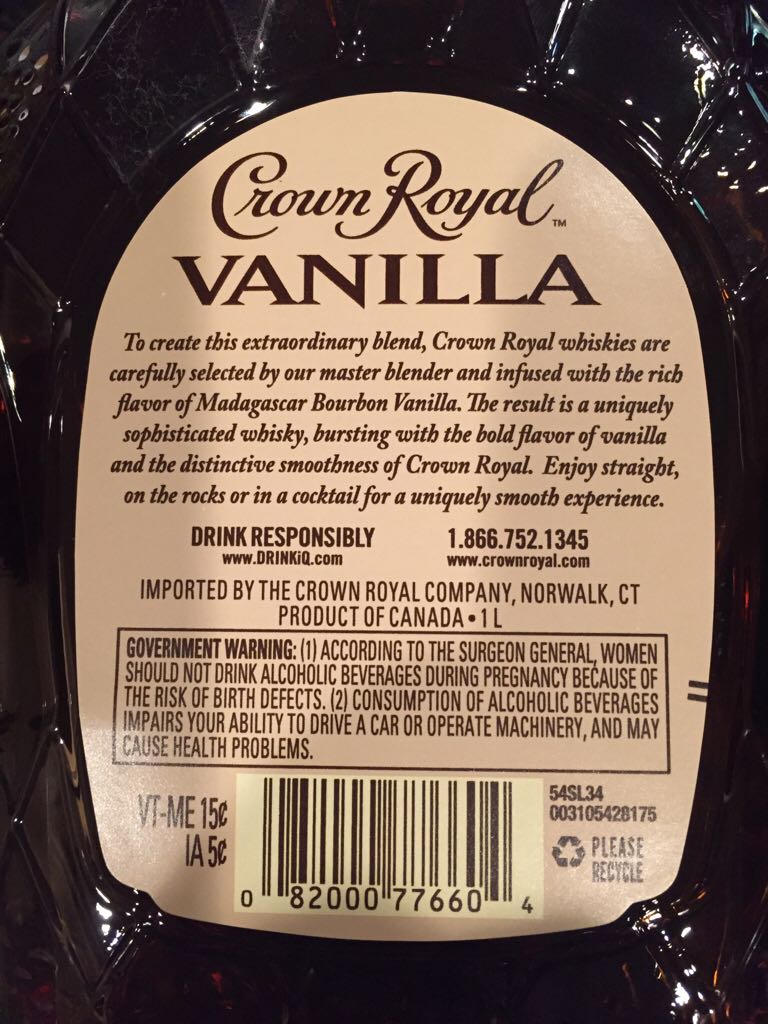 Crown Royal™
VANILLA
To create this extraordinary blend, Crown Royal whiskies are
carefully selected by our master blender and infused with the rich
flavor of Madagascar Bourbon Vanilla. The result is a uniquely
sophisticated whisky, bursting with the bold flavor of vanilla
and the distinctive smoothness of Crown Royal. Enjoy straight,
on the rocks or in a cocktail for a uniquely smooth experience.
DRINK RESPONSIBLY 1.866.752.1345
www.DRINKiQ.com www.crownroyal.com
IMPORTED BY THE CROWN ROYAL COMPANY, NORWALK, CT
PRODUCT OF CANADA • 1 L
GOVERNMENT WARNING: (1) ACCORDING TO THE SURGEON GENERAL, WOMEN
SHOULD NOT DRINK ALCOHOLIC BEVERAGES DURING PREGNANCY BECAUSE OF
THE RISK OF BIRTH DEFECTS. (2) CONSUMPTION OF ALCOHOLIC BEVERAGES
IMPAIRS YOUR ABILITY TO DRIVE A CAR OR OPERATE MACHINERY, AND MAY
CAUSE HEALTH PROBLEMS.
VT-ME 15¢
IA 5¢
0 82000 77660 4
54SL34
003105428175
PLEASE
RECYCLE